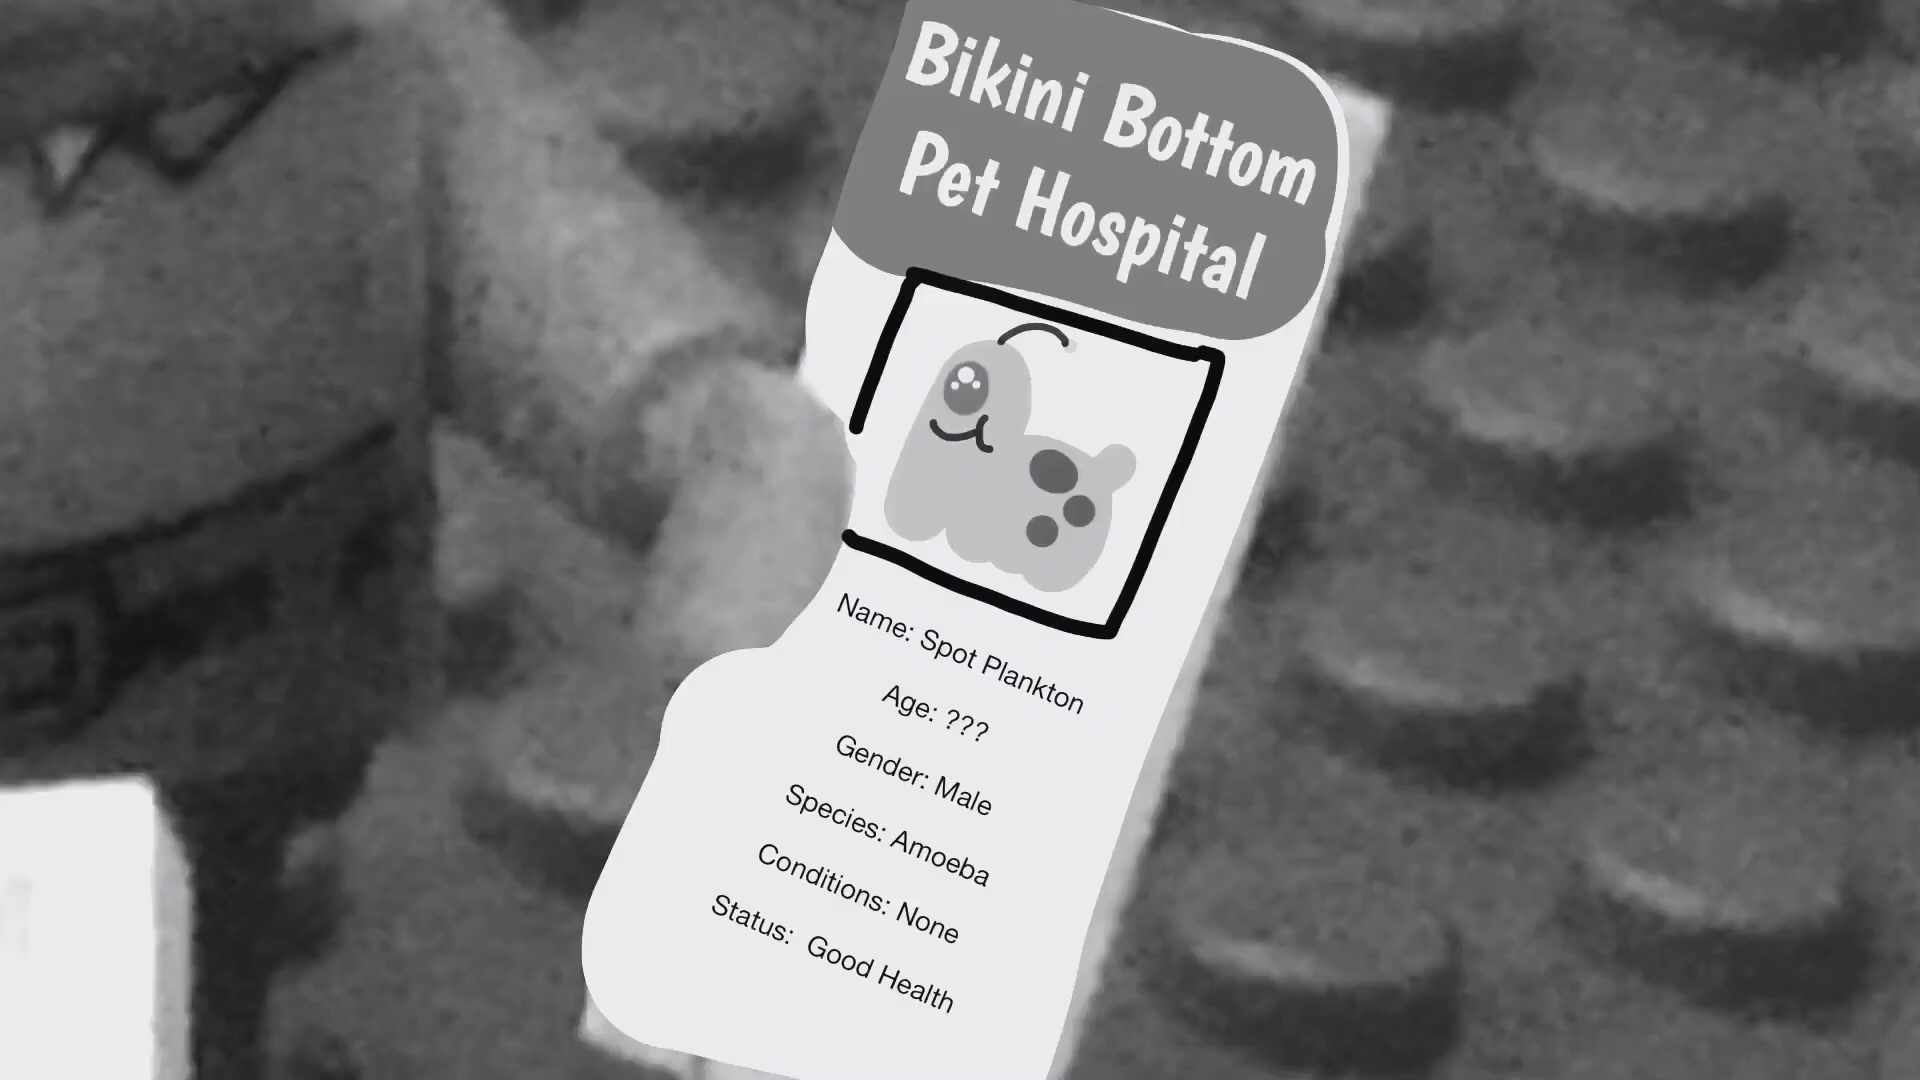 Bikini Bottom
Pet Hospital
Name: Spot Plankton
Age: ???
Gender: Male
Species: Amoeba
Conditions: None
Status: Good Health